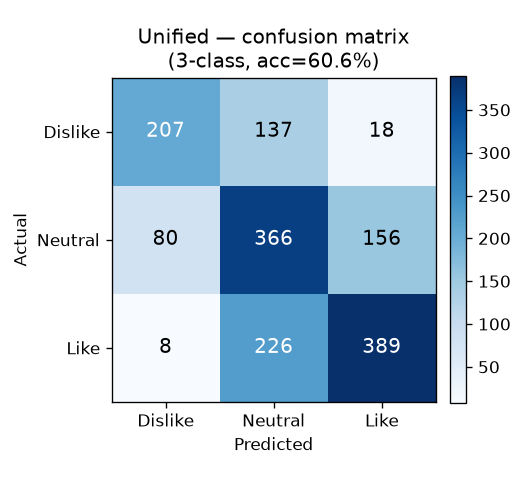 Unified — confusion matrix
(3-class, acc=60.6%)
Dislike 207 137 18
Neutral 80 366 156
Like 8 226 389
Dislike Neutral Like
Predicted
Actual
350
300
250
200
150
100
50